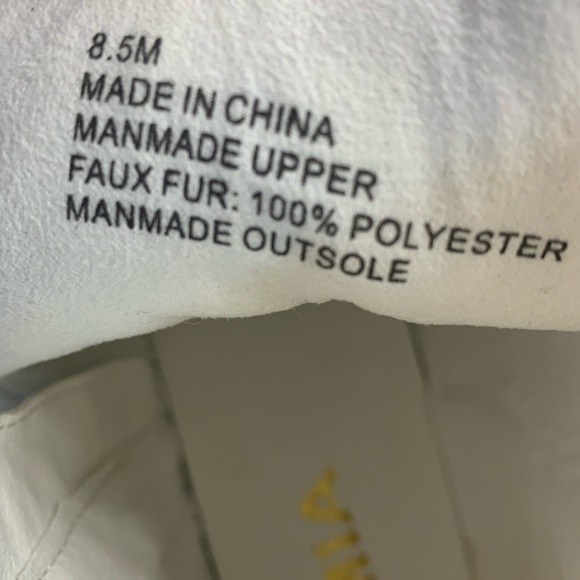 8.5M
MADE IN CHINA
MANMADE UPPER
FAUX FUR: 100% POLYESTER
MANMADE OUTSOLE